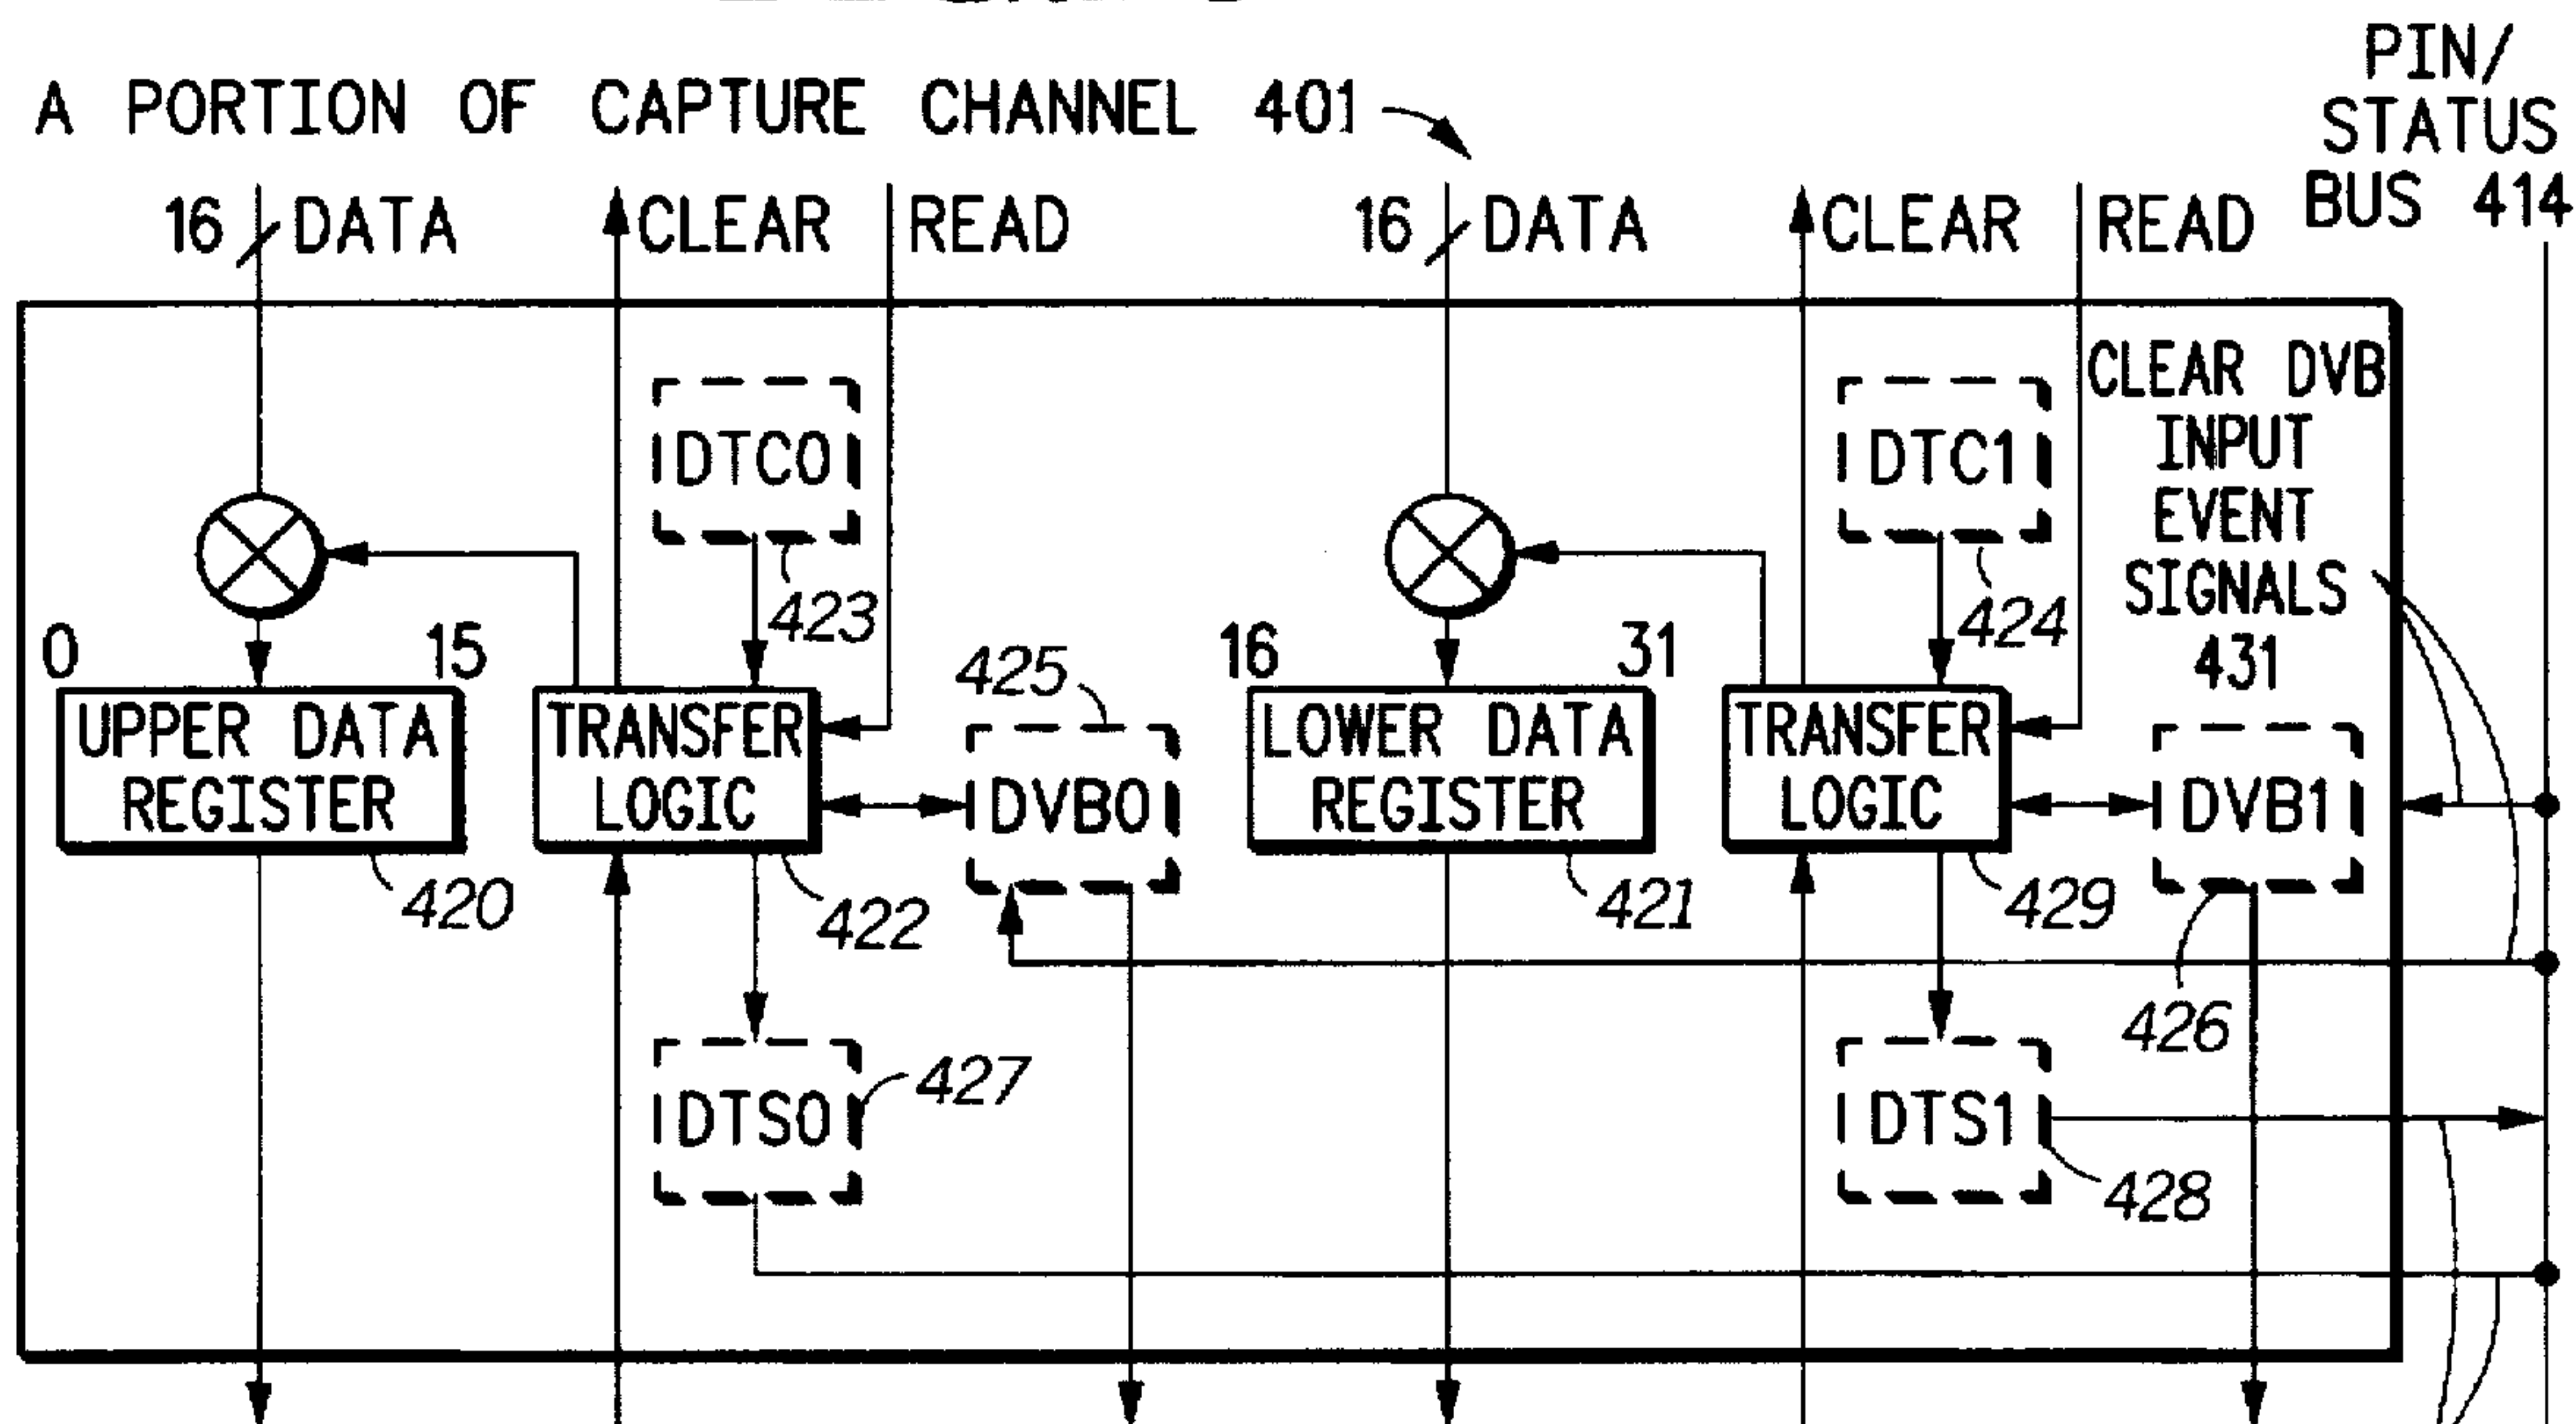 A PORTION OF CAPTURE CHANNEL 401
PIN/
STATUS
BUS 414
16 DATA
CLEAR
READ
16 DATA
CLEAR
READ
CLEAR DVB
INPUT
EVENT
SIGNALS
431
DTC0
423
DTC1
424
0 15
UPPER DATA
REGISTER
420
TRANSFER
LOGIC
422
425
DVB0
16 31
LOWER DATA
REGISTER
421
TRANSFER
LOGIC
429
DVB1
426
DTS0
427
DTS1
428